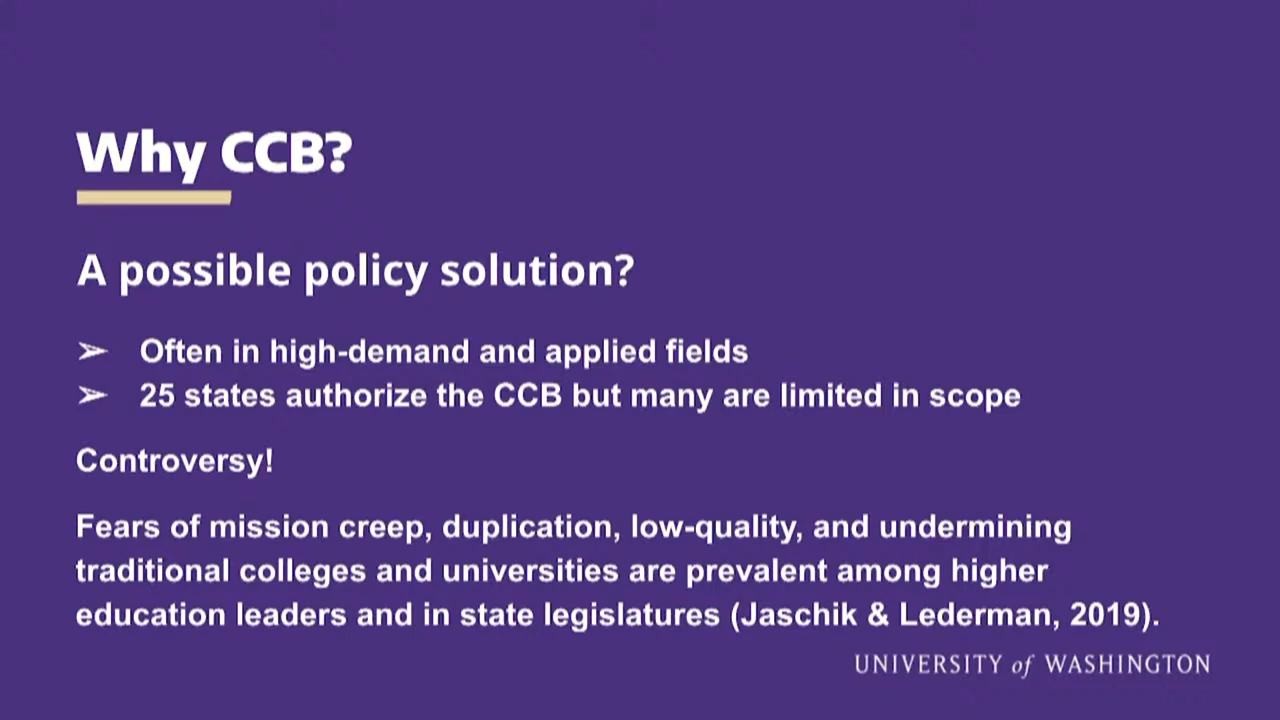 Why CCB?
A possible policy solution?
➢ Often in high-demand and applied fields
➢ 25 states authorize the CCB but many are limited in scope
Controversy!
Fears of mission creep, duplication, low-quality, and undermining
traditional colleges and universities are prevalent among higher
education leaders and in state legislatures (Jaschik & Lederman, 2019).
UNIVERSITY of WASHINGTON